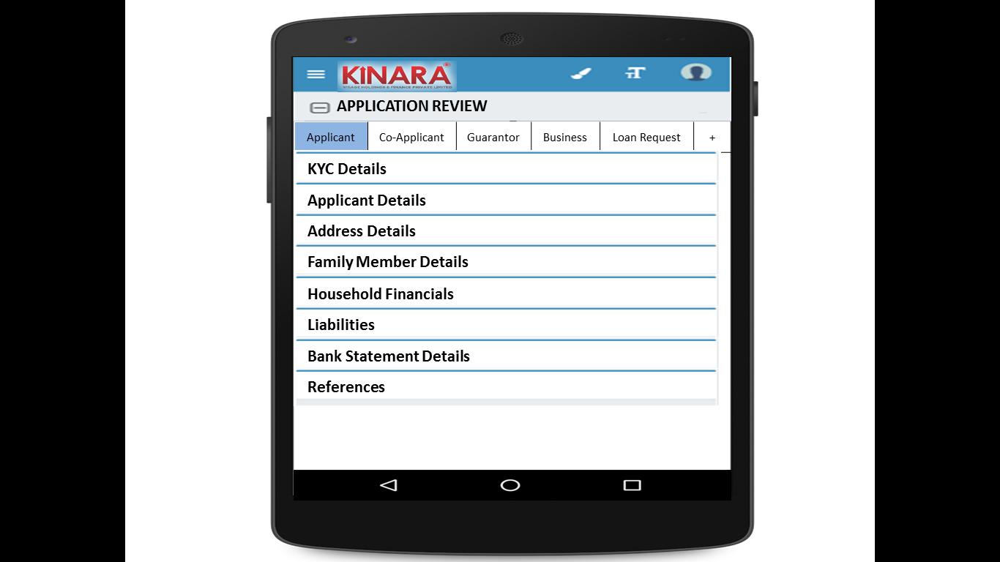 KINARA®
VISAGE HOLDINGS & FINANCE PRIVATE LIMITED
APPLICATION REVIEW
Applicant Co-Applicant Guarantor Business Loan Request +
KYC Details
Applicant Details
Address Details
Family Member Details
Household Financials
Liabilities
Bank Statement Details
References